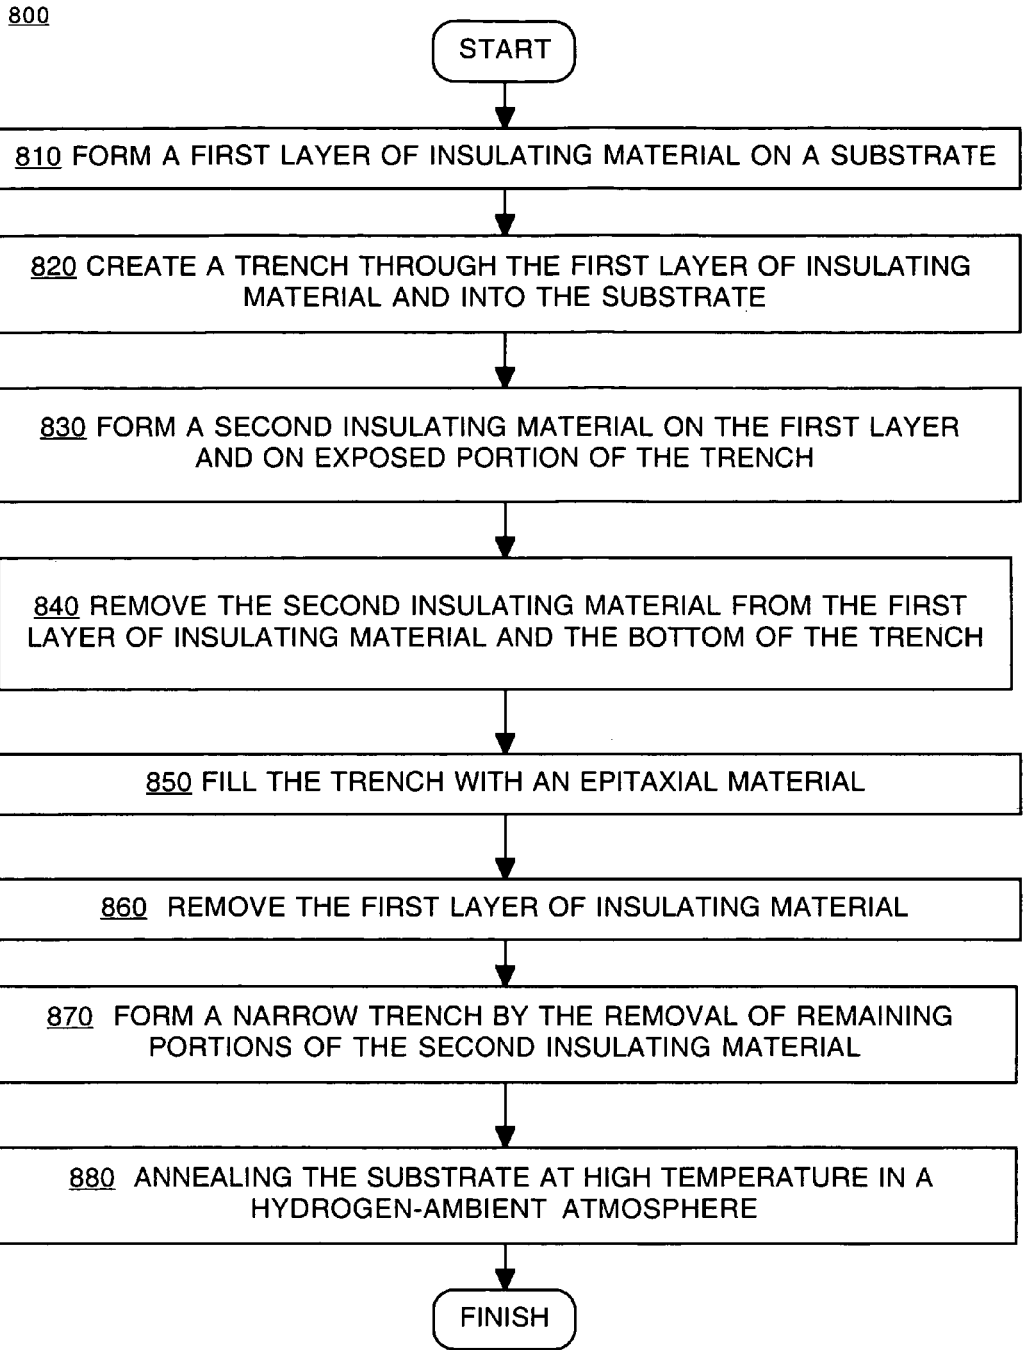 800
START
810 FORM A FIRST LAYER OF INSULATING MATERIAL ON A SUBSTRATE
820 CREATE A TRENCH THROUGH THE FIRST LAYER OF INSULATING
MATERIAL AND INTO THE SUBSTRATE
830 FORM A SECOND INSULATING MATERIAL ON THE FIRST LAYER
AND ON EXPOSED PORTION OF THE TRENCH
840 REMOVE THE SECOND INSULATING MATERIAL FROM THE FIRST
LAYER OF INSULATING MATERIAL AND THE BOTTOM OF THE TRENCH
850 FILL THE TRENCH WITH AN EPITAXIAL MATERIAL
860 REMOVE THE FIRST LAYER OF INSULATING MATERIAL
870 FORM A NARROW TRENCH BY THE REMOVAL OF REMAINING
PORTIONS OF THE SECOND INSULATING MATERIAL
880 ANNEALING THE SUBSTRATE AT HIGH TEMPERATURE IN A
HYDROGEN-AMBIENT ATMOSPHERE
FINISH